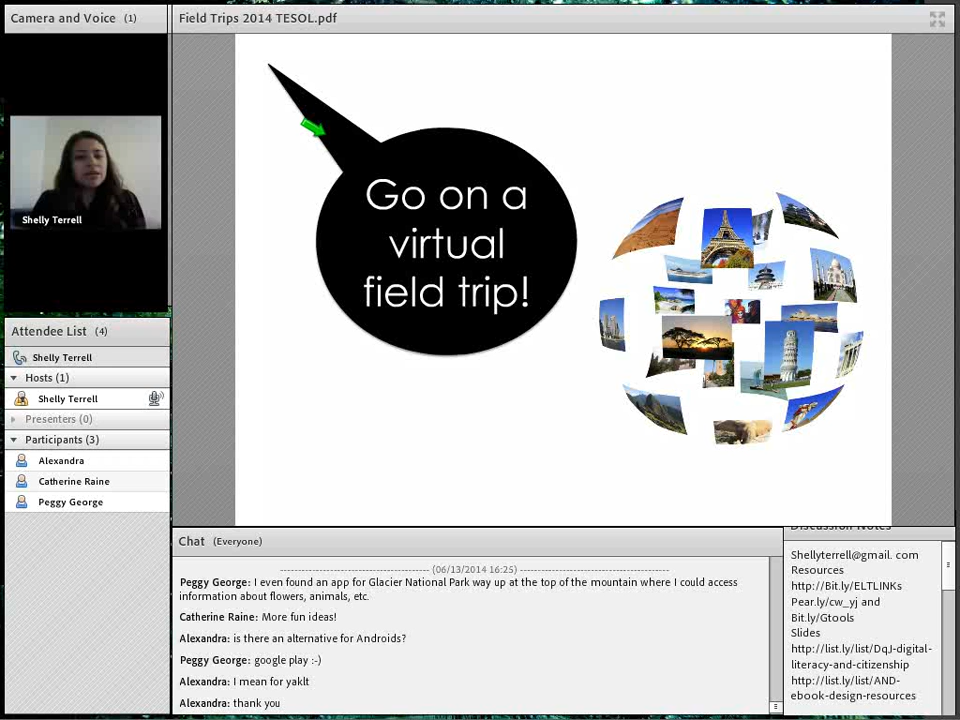 Camera and Voice (1)
Shelly Terrell
Attendee List (4)
Shelly Terrell
Hosts (1)
Shelly Terrell
Presenters (0)
Participants (3)
Alexandra
Catherine Raine
Peggy George
Field Trips 2014 TESOL.pdf
Go on a
virtual
field trip!
Chat (Everyone)
(06/13/2014 16:25)
Peggy George: I even found an app for Glacier National Park way up at the top of the mountain where I could access
information about flowers, animals, etc.
Catherine Raine: More fun ideas!
Alexandra: is there an alternative for Androids?
Peggy George: google play :-)
Alexandra: I mean for yaklt
Alexandra: thank you
Discussion Notes
Shellyterrell@gmail. com
Resources
http://Bit.ly/ELTLINKs
Pear.ly/cw_yj and
Bit.ly/Gtools
Slides
http://list.ly/list/DqJ-digital-
literacy-and-citizenship
http://list.ly/list/AND-
ebook-design-resources